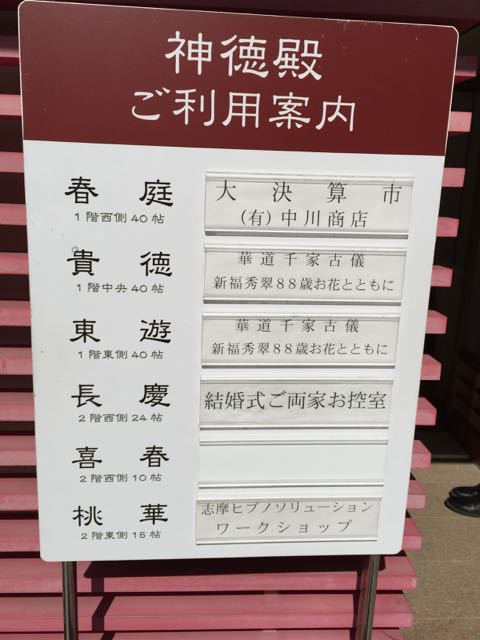 神徳殿
ご利用案内
春庭
1階西側40帖
大決算市
(有)中川商店
貴徳
1階中央40帖
華道千家古儀
新福秀翠88歳お花とともに
東遊
1階東側40帖
華道千家古儀
新福秀翠88歳お花とともに
長慶
2階西側24帖
結婚式ご両家お控室
喜春
2階西側10帖
桃華
2階東側15帖
志摩ヒプノソリューション
ワークショップ